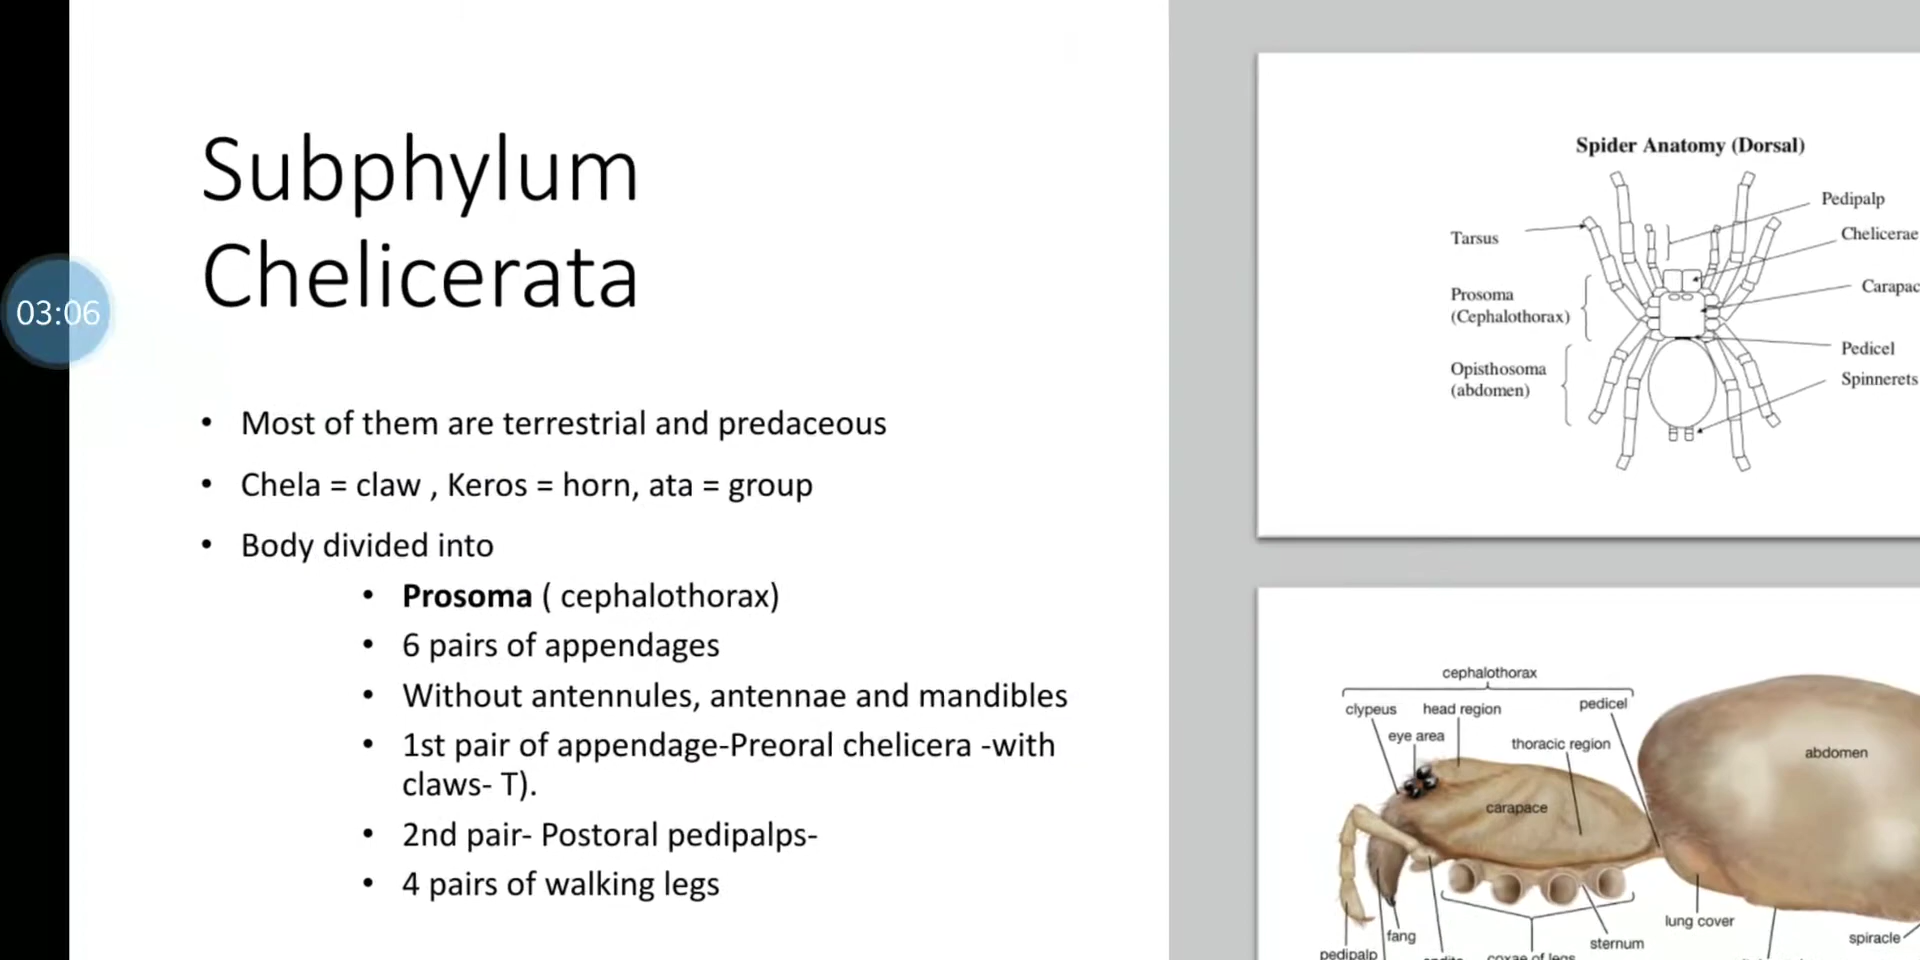 Subphylum
Chelicerata
03:06
• Most of them are terrestrial and predaceous
• Chela = claw , Keros = horn, ata = group
• Body divided into
• Prosoma ( cephalothorax)
• 6 pairs of appendages
• Without antennules, antennae and mandibles
• 1st pair of appendage-Preoral chelicera -with
claws- T).
• 2nd pair- Postoral pedipalps-
• 4 pairs of walking legs
Spider Anatomy (Dorsal)
Pedipalp
Tarsus
Chelicerae
Carapac
Prosoma
(Cephalothorax)
Pedicel
Opisthosoma
(abdomen)
Spinnerets
cephalothorax
clypeus
head region
pedicel
eye area
thoracic region
abdomen
carapace
lung cover
fang
sternum
spiracle
pedipalp
coxae of legs